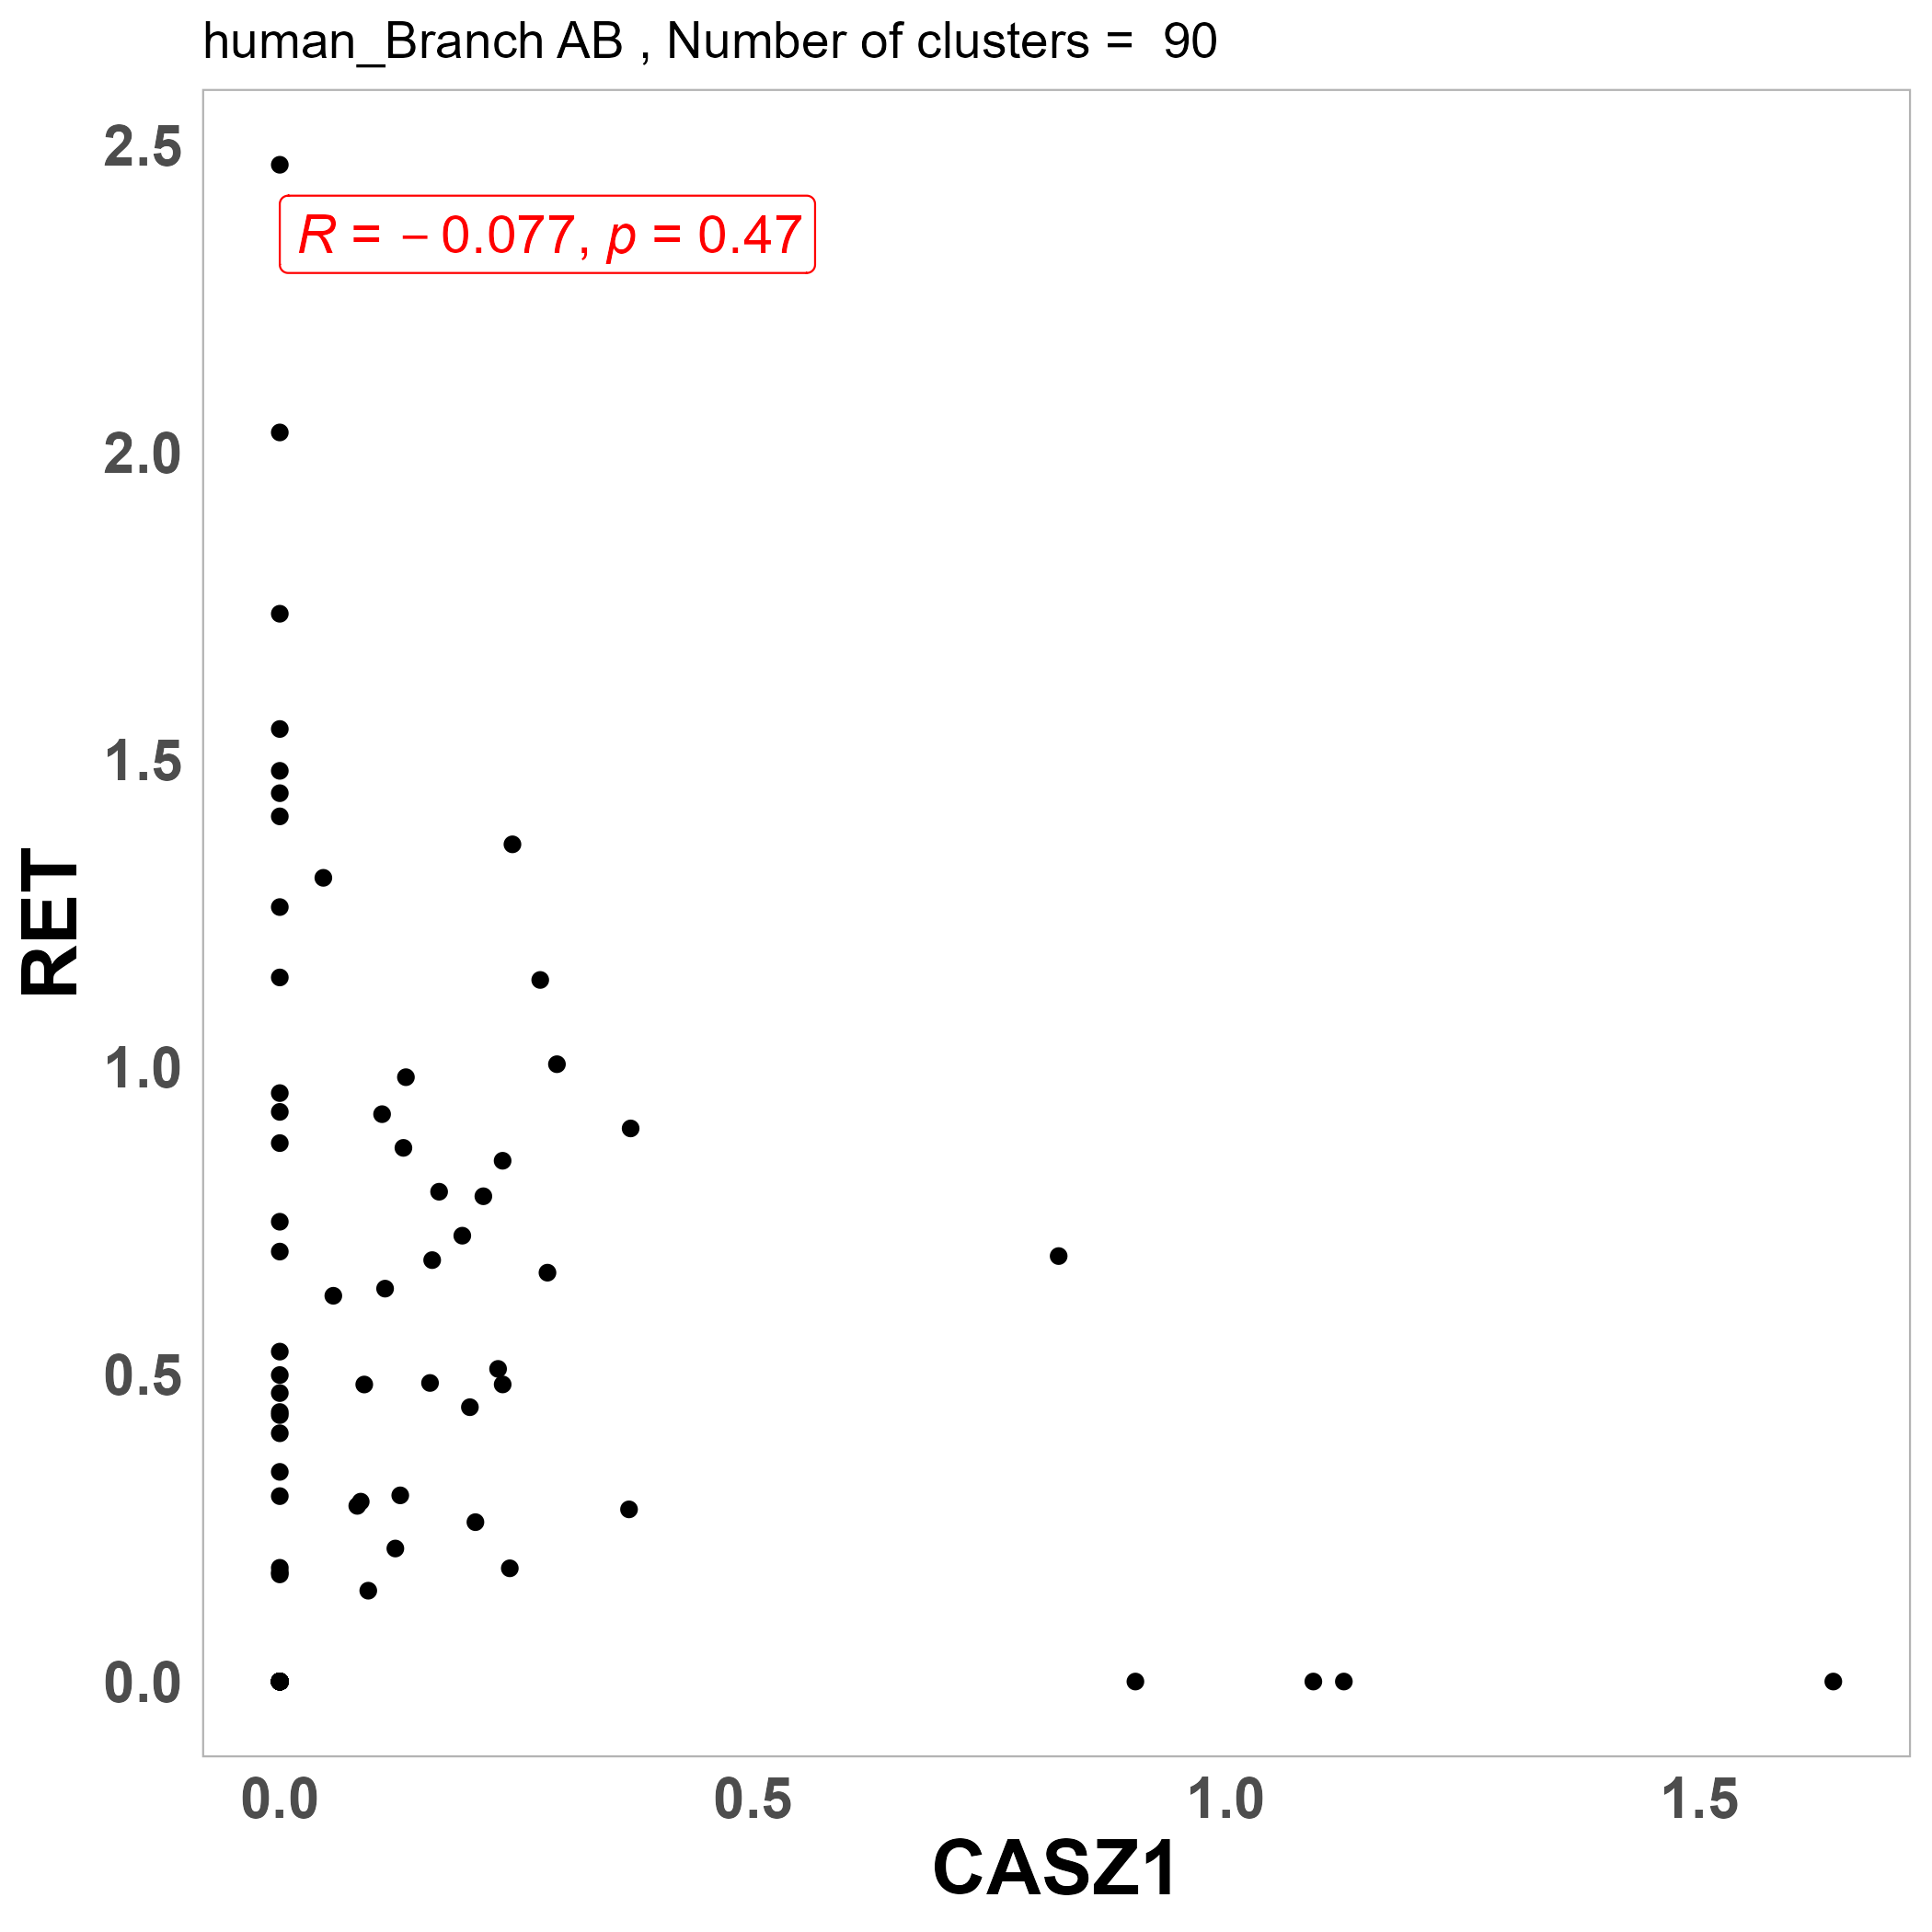 human_Branch AB , Number of clusters =  90
2.5
R = − 0.077, p = 0.47
2.0
1.5
RET
1.0
0.5
0.0
0.0 0.5 1.0 1.5
CASZ1